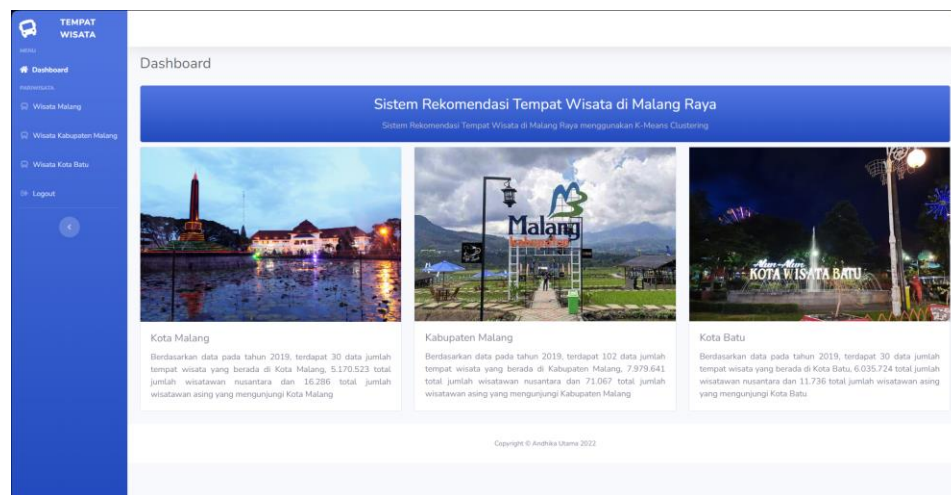 TEMPAT
WISATA
MENU
Dashboard
PARIWISATA
Wisata Malang
Wisata Kabupaten Malang
Wisata Kota Batu
Logout
Dashboard
Sistem Rekomendasi Tempat Wisata di Malang Raya
Sistem Rekomendasi Tempat Wisata di Malang Raya menggunakan K-Means Clustering
Malang
kabupaten
Alun-Alun
KOTA WISATA BATU
Kota Malang
Berdasarkan data pada tahun 2019, terdapat 30 data jumlah
tempat wisata yang berada di Kota Malang, 5.170.523 total
jumlah wisatawan nusantara dan 16.286 total jumlah
wisatawan asing yang mengunjungi Kota Malang
Kabupaten Malang
Berdasarkan data pada tahun 2019, terdapat 102 data jumlah
tempat wisata yang berada di Kabupaten Malang, 7.979.641
total jumlah wisatawan nusantara dan 71.067 total jumlah
wisatawan asing yang mengunjungi Kabupaten Malang
Kota Batu
Berdasarkan data pada tahun 2019, terdapat 30 data jumlah
tempat wisata yang berada di Kota Batu, 6.035.724 total jumlah
wisatawan nusantara dan 11.736 total jumlah wisatawan asing
yang mengunjungi Kota Batu
Copyright © Andhika Utama 2022